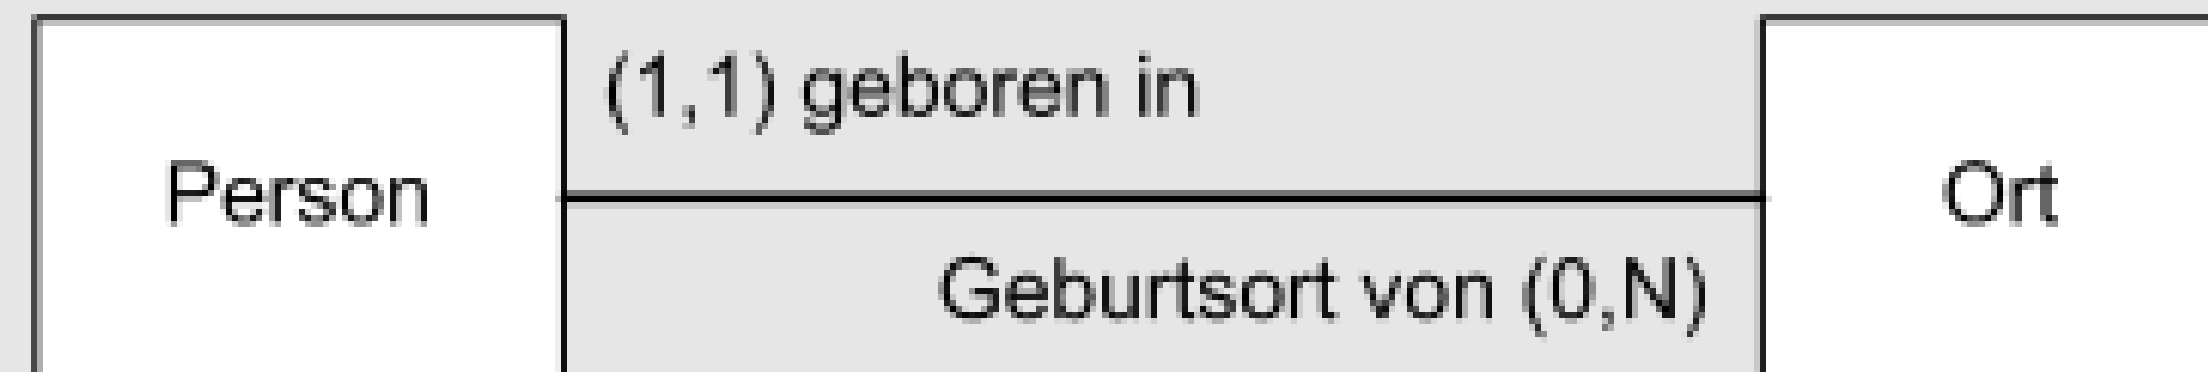 (1,1) geboren in
Person
Ort
Geburtsort von (0,N)